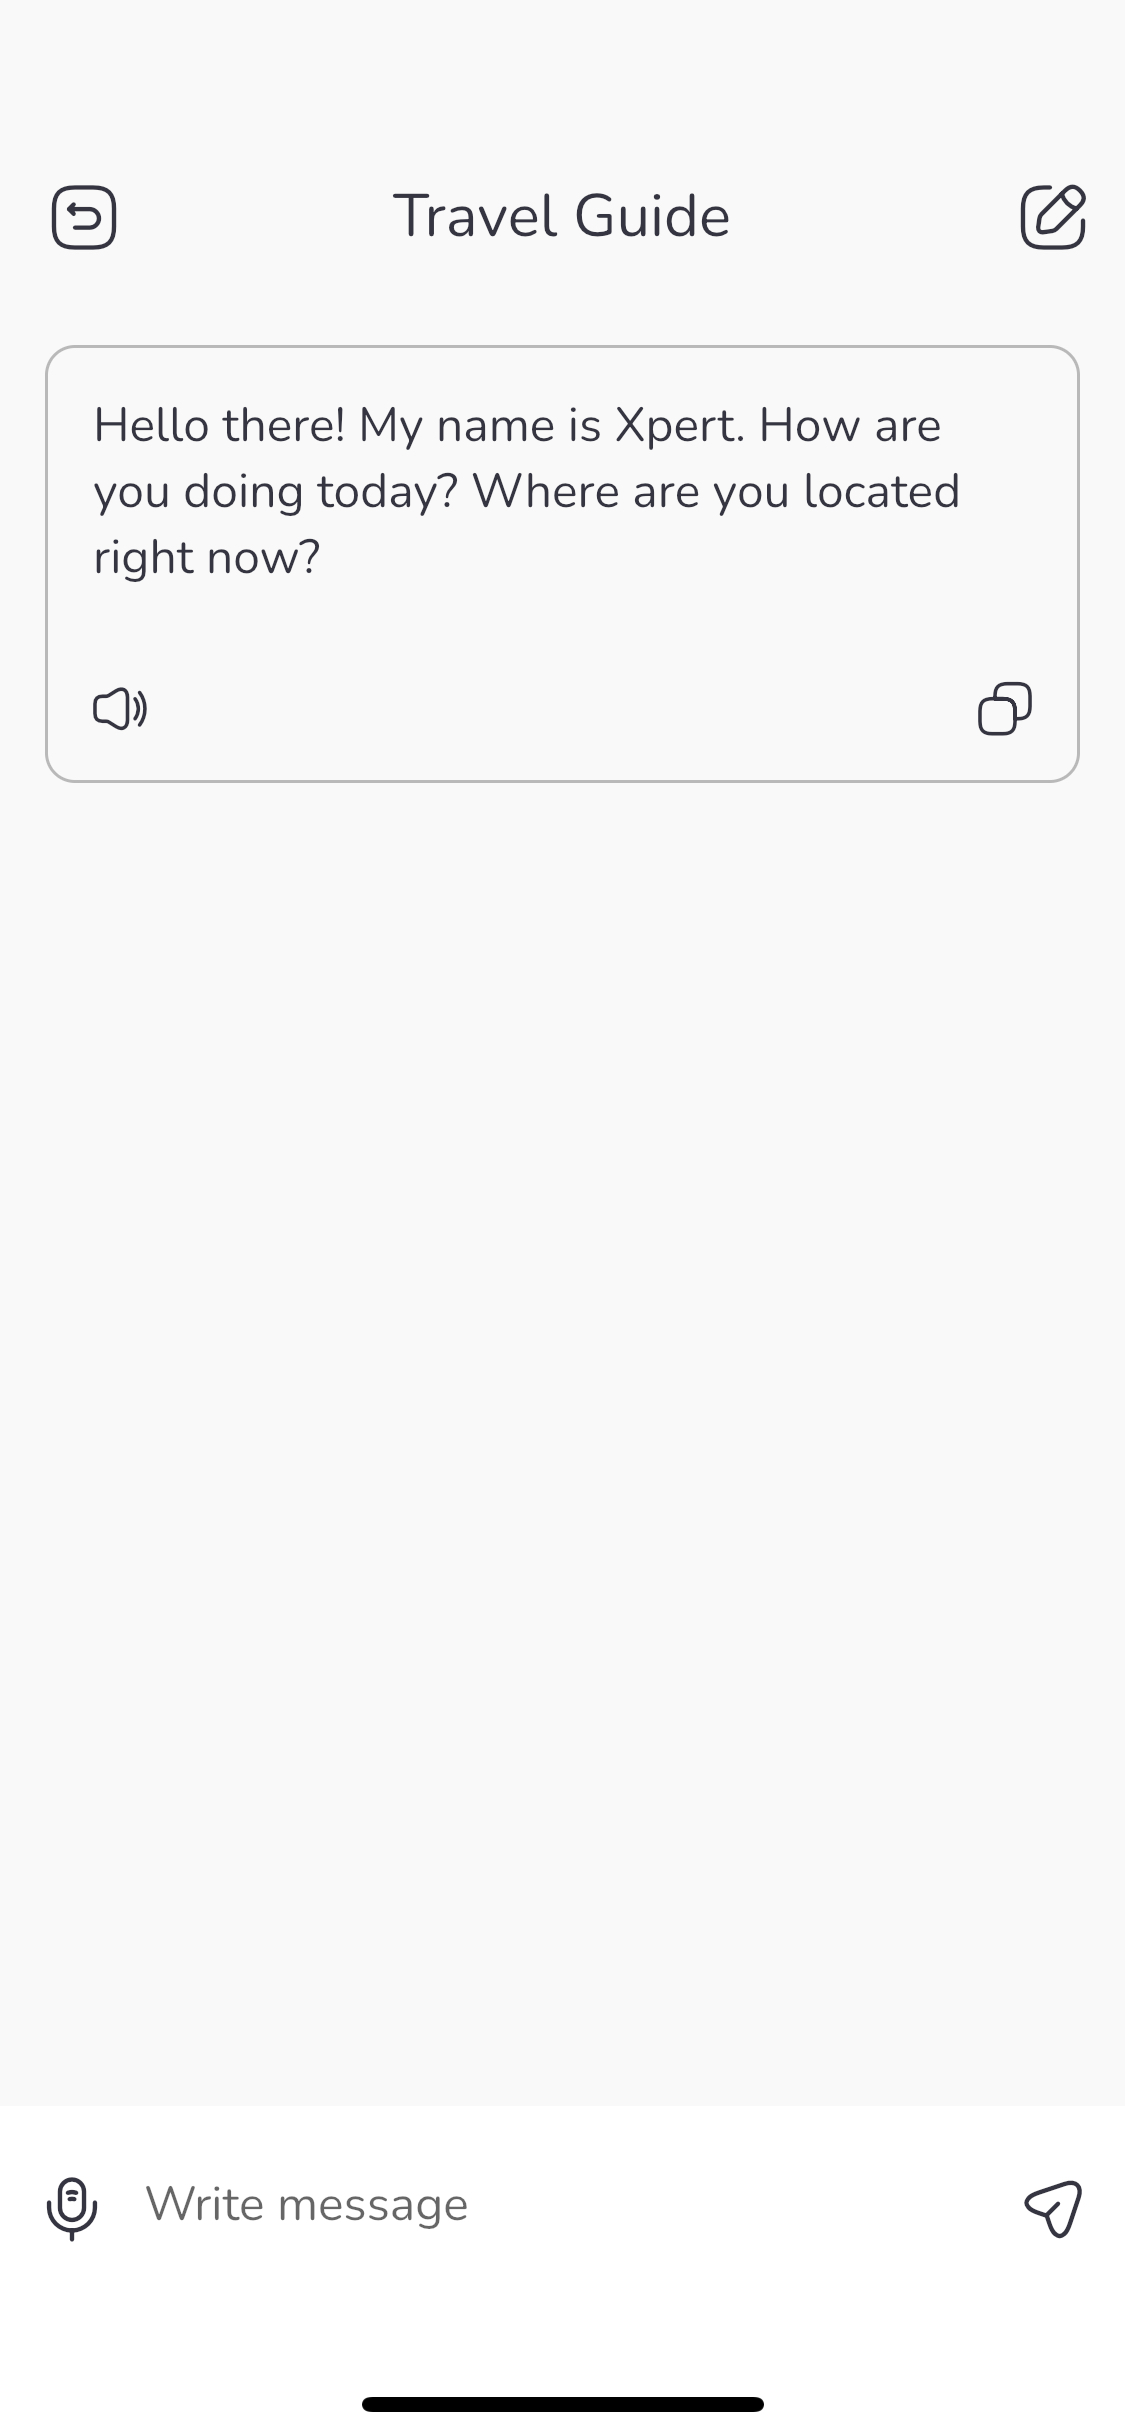 Travel Guide
Hello there! My name is Xpert. How are
you doing today? Where are you located
right now?
Write message